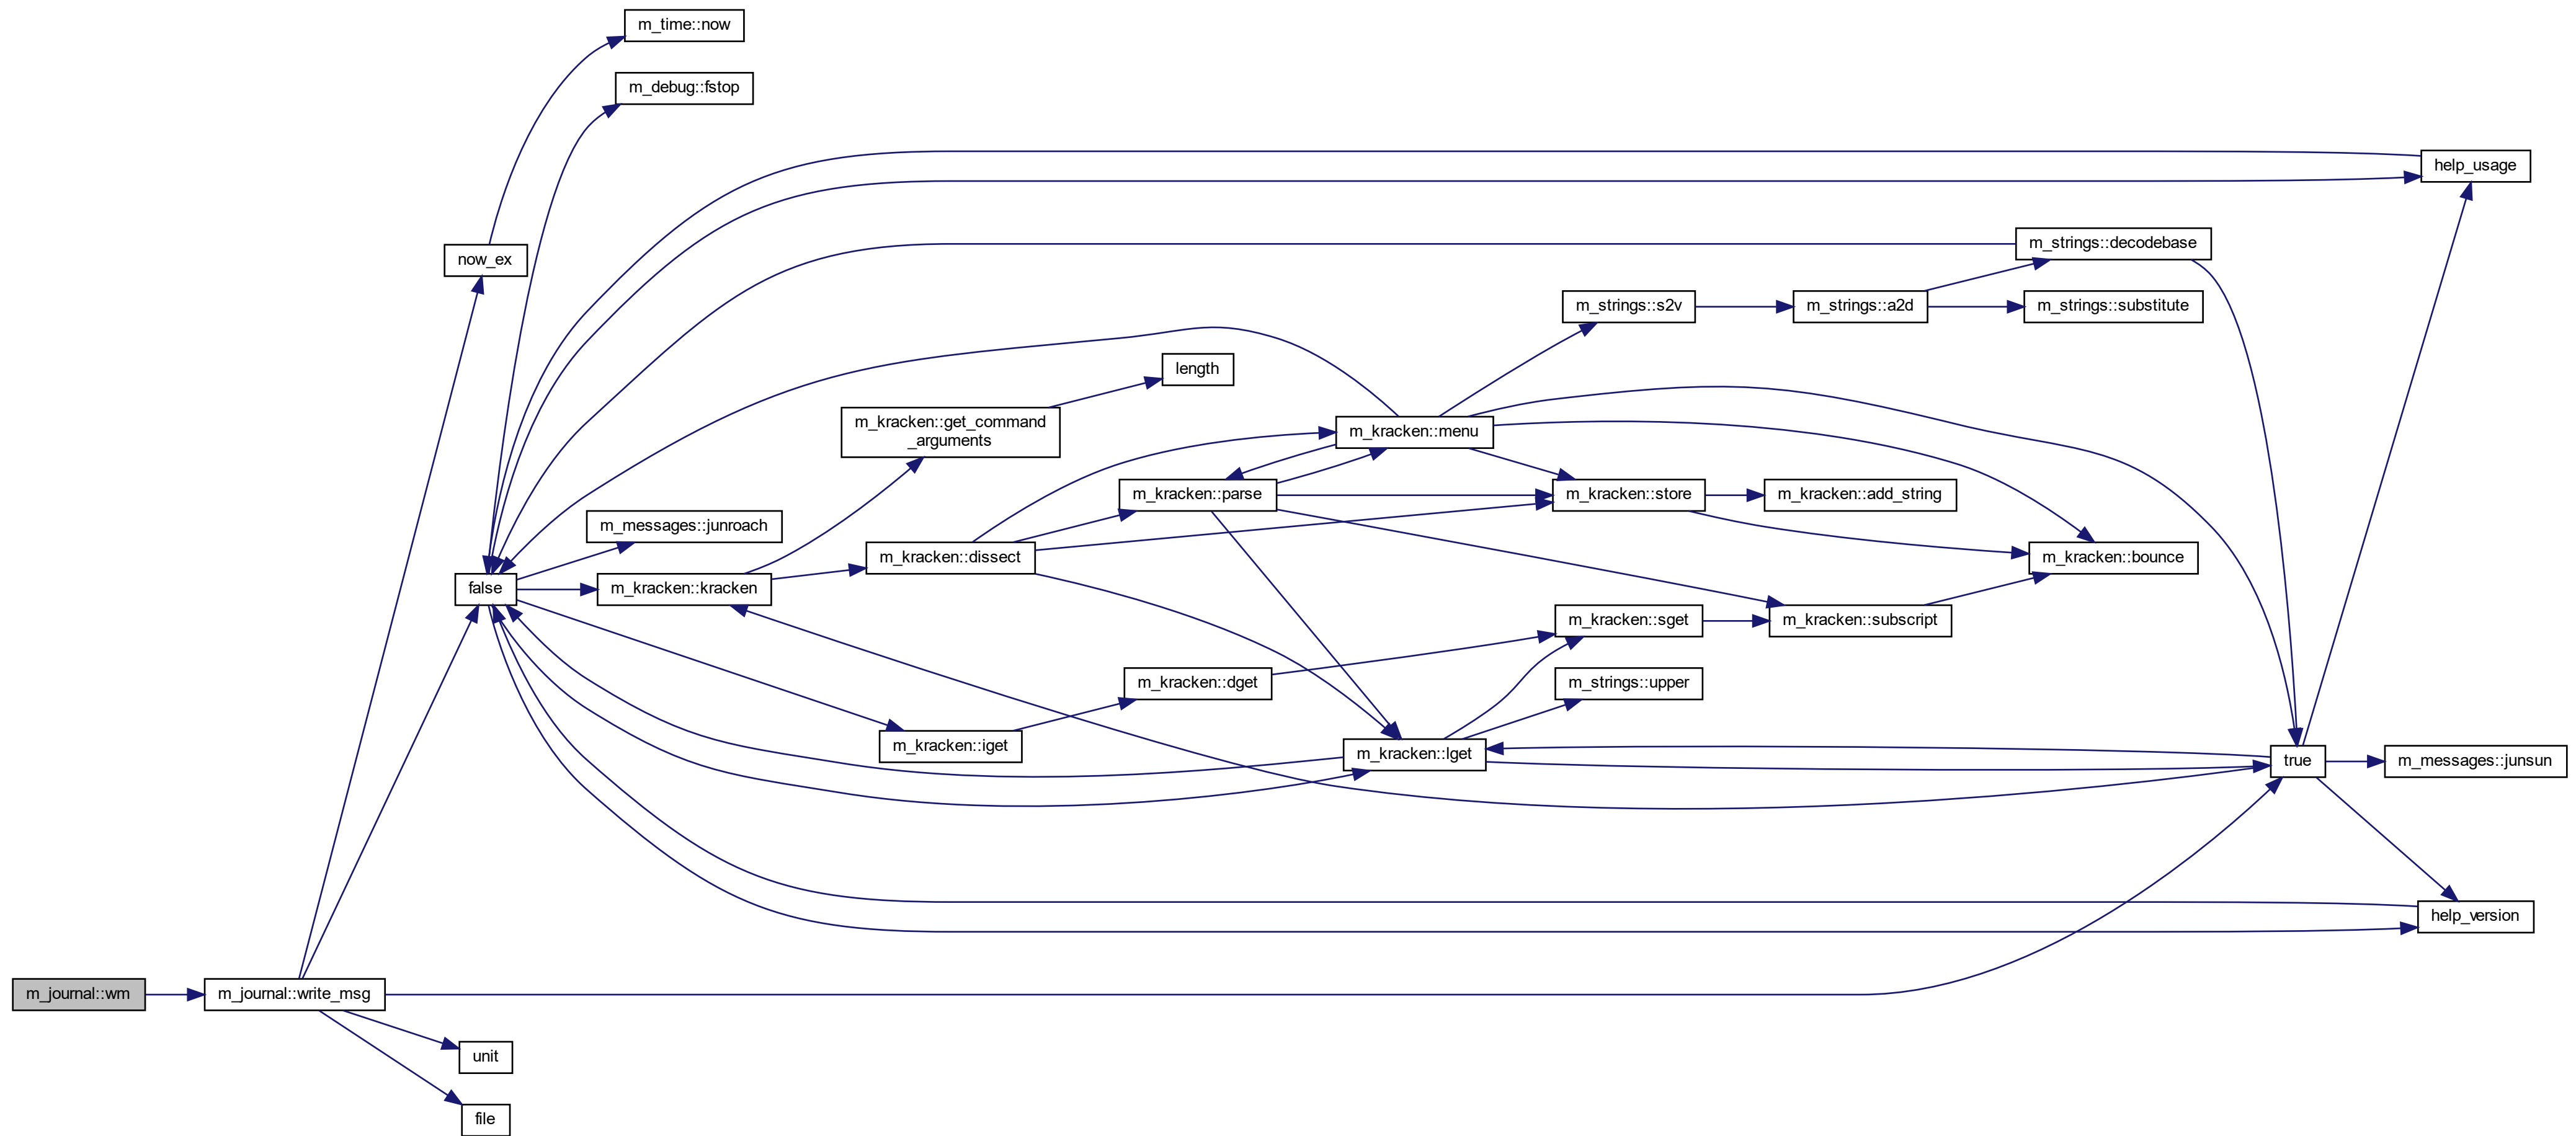 m_time::now
m_debug::fstop
help_usage
m_strings::decodebase
now_ex
m_strings::s2v
m_strings::a2d
m_strings::substitute
length
m_kracken::get_command
_arguments
m_kracken::menu
m_kracken::parse
m_kracken::store
m_kracken::add_string
m_messages::junroach
m_kracken::dissect
m_kracken::bounce
false
m_kracken::kracken
m_kracken::sget
m_kracken::subscript
m_kracken::dget
m_strings::upper
m_kracken::iget
m_kracken::lget
true
m_messages::junsun
help_version
m_journal::wm
m_journal::write_msg
unit
file